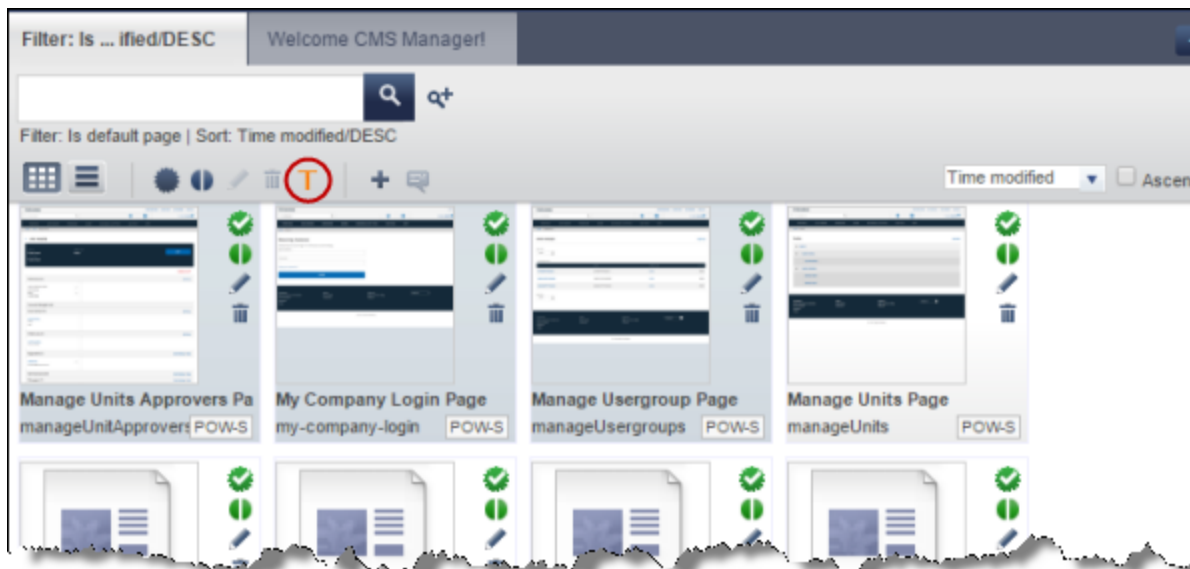 Filter: Is ... ified/DESC Welcome CMS Manager!
Filter: Is default page | Sort: Time modified/DESC
T Time modified Ascen
Manage Units Approvers Pa My Company Login Page Manage Usergroup Page Manage Units Page
manageUnitApprovers POW-S my-company-login POW-S manageUsergroups POW-S manageUnits POW-S